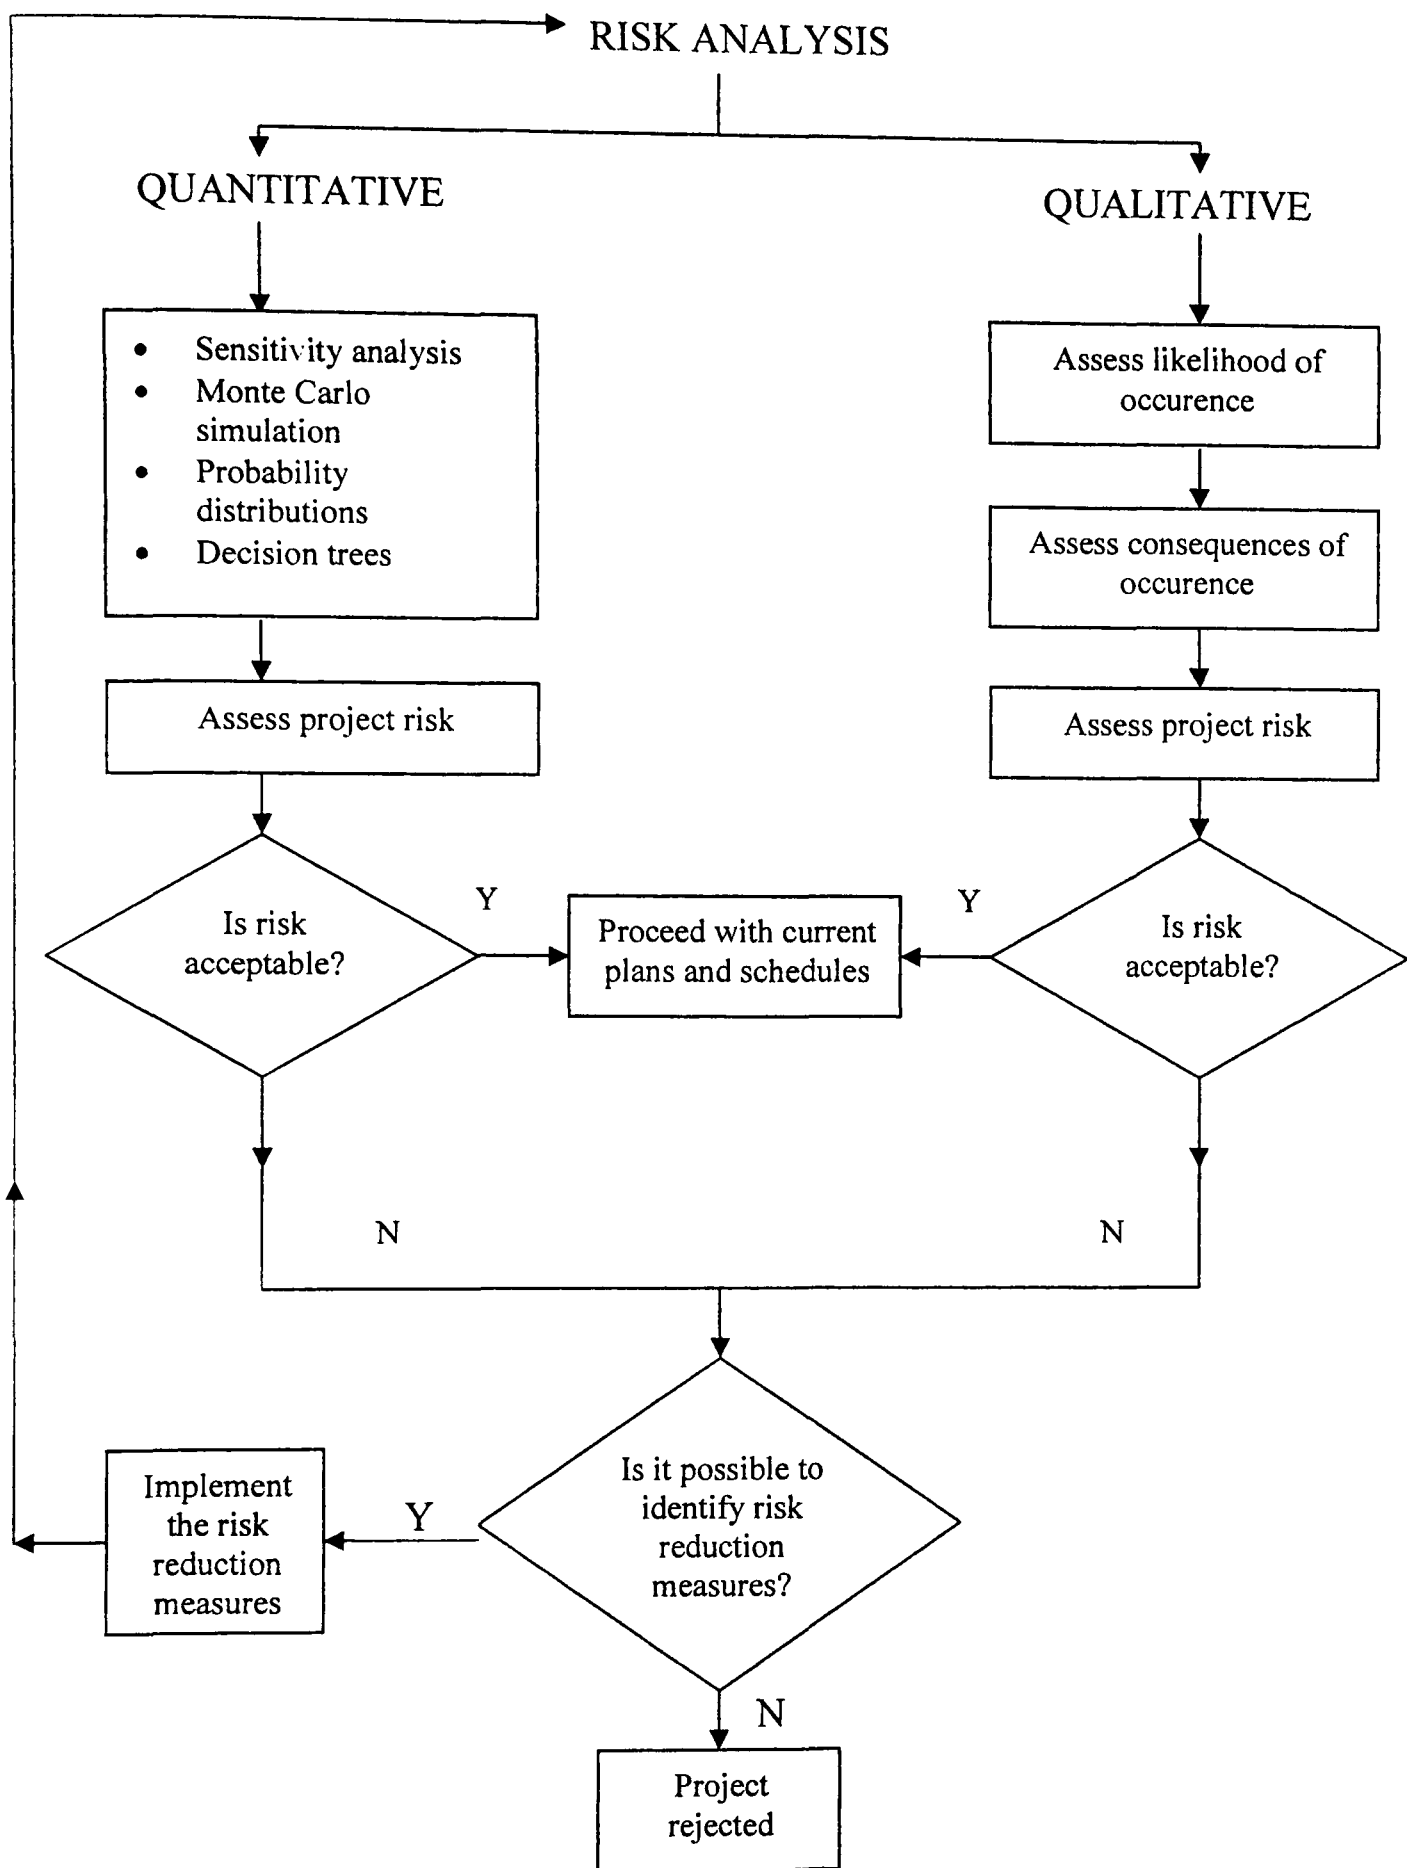 RISK ANALYSIS
QUANTITATIVE
QUALITATIVE
• Sensitivity analysis
• Monte Carlo
simulation
• Probability
distributions
• Decision trees
Assess likelihood of
occurence
Assess consequences of
occurence
Assess project risk
Assess project risk
Is risk
acceptable?
Y
Proceed with current
plans and schedules
Y
Is risk
acceptable?
N
N
Is it possible to
identify risk
reduction
measures?
Y
Implement
the risk
reduction
measures
N
Project
rejected